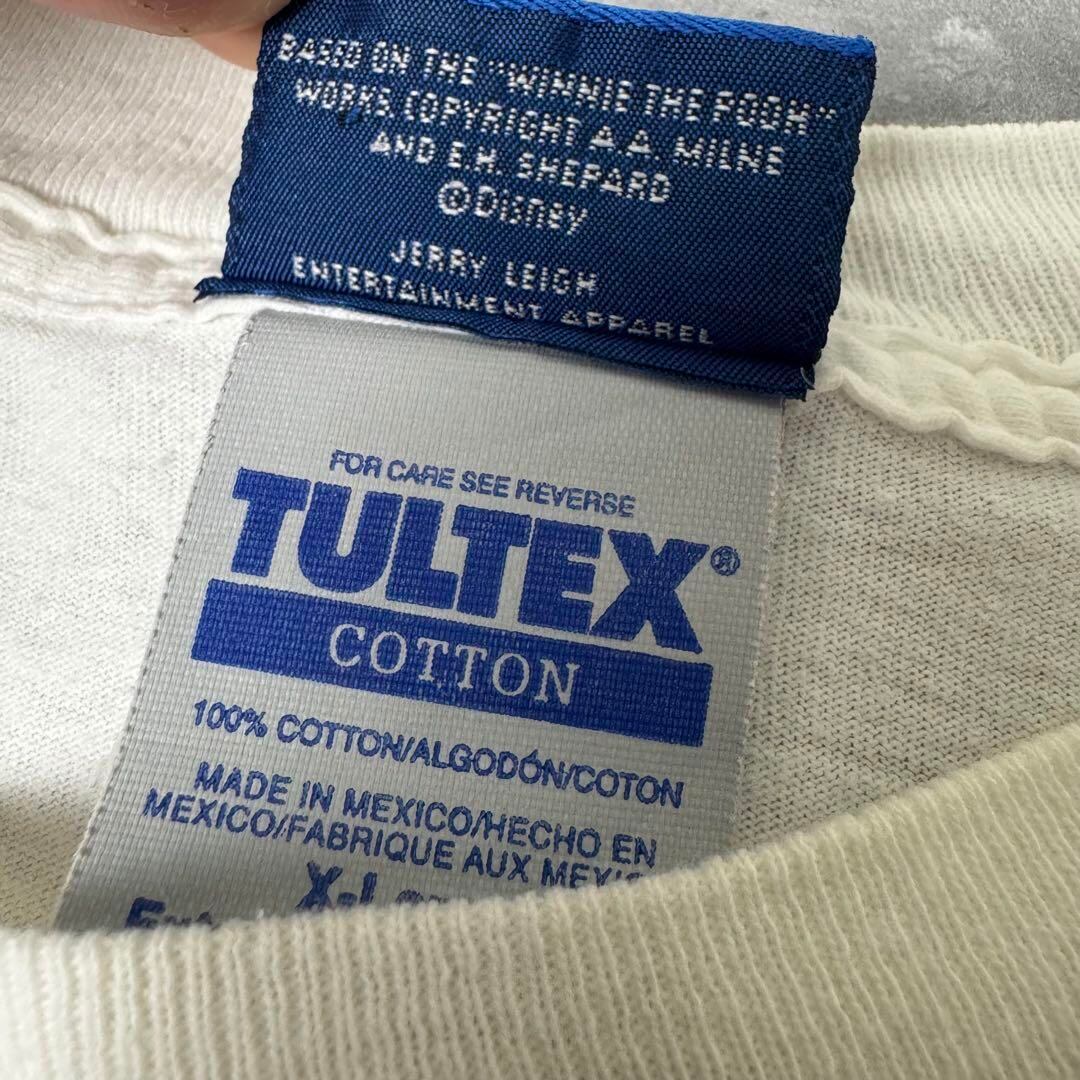 BASED ON THE "WINNIE THE POOH"
WORKS COPYRIGHT A.A. MILNE
AND E.H. SHEPARD
©Disney
JERRY LEIGH
ENTERTAINMENT APPAREL
FOR CARE SEE REVERSE
TULTEX®
COTTON
100% COTTON/ALGODÓN/COTON
MADE IN MEXICO/HECHO EN
MEXICO/FABRIQUE AUX